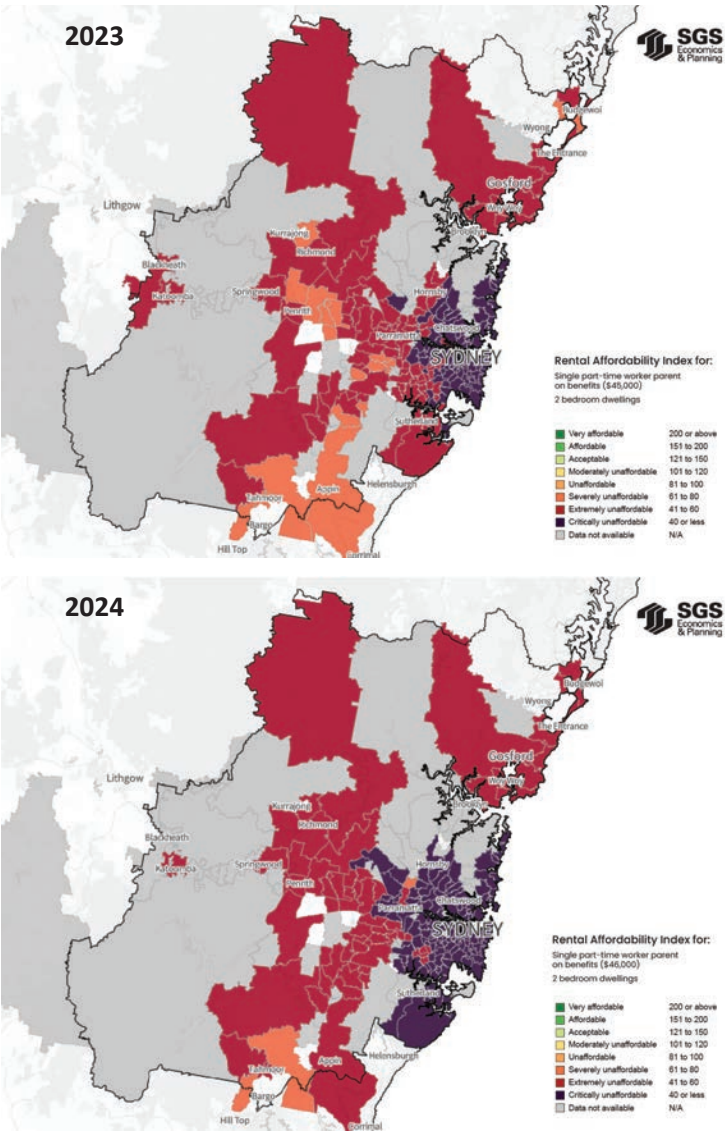 2023
SGS
Economics
& Planning
Budgewoi
Wyong
The Entrance
Gosford
Woy Woy
Lithgow
Brooklyn
Kurrajong
Richmond
Blackheath
Katoomba
Springwood
Hornsby
Penrith
Chatswood
Parramatta
SYDNEY
Sutherland
Helensburgh
Appin
Tahmoor
Bargo
Hill Top
Corrimal
Rental Affordability Index for:
Single part-time worker parent
on benefits ($45,000)
2 bedroom dwellings
Very affordable 200 or above
Affordable 151 to 200
Acceptable 121 to 150
Moderately unaffordable 101 to 120
Unaffordable 81 to 100
Severely unaffordable 61 to 80
Extremely unaffordable 41 to 60
Critically unaffordable 40 or less
Data not available N/A
2024
SGS
Economics
& Planning
Budgewoi
Wyong
The Entrance
Gosford
Woy Woy
Lithgow
Brooklyn
Kurrajong
Richmond
Blackheath
Katoomba
Springwood
Hornsby
Penrith
Chatswood
Parramatta
SYDNEY
Sutherland
Helensburgh
Appin
Tahmoor
Bargo
Hill Top
Corrimal
Rental Affordability Index for:
Single part-time worker parent
on benefits ($46,000)
2 bedroom dwellings
Very affordable 200 or above
Affordable 151 to 200
Acceptable 121 to 150
Moderately unaffordable 101 to 120
Unaffordable 81 to 100
Severely unaffordable 61 to 80
Extremely unaffordable 41 to 60
Critically unaffordable 40 or less
Data not available N/A